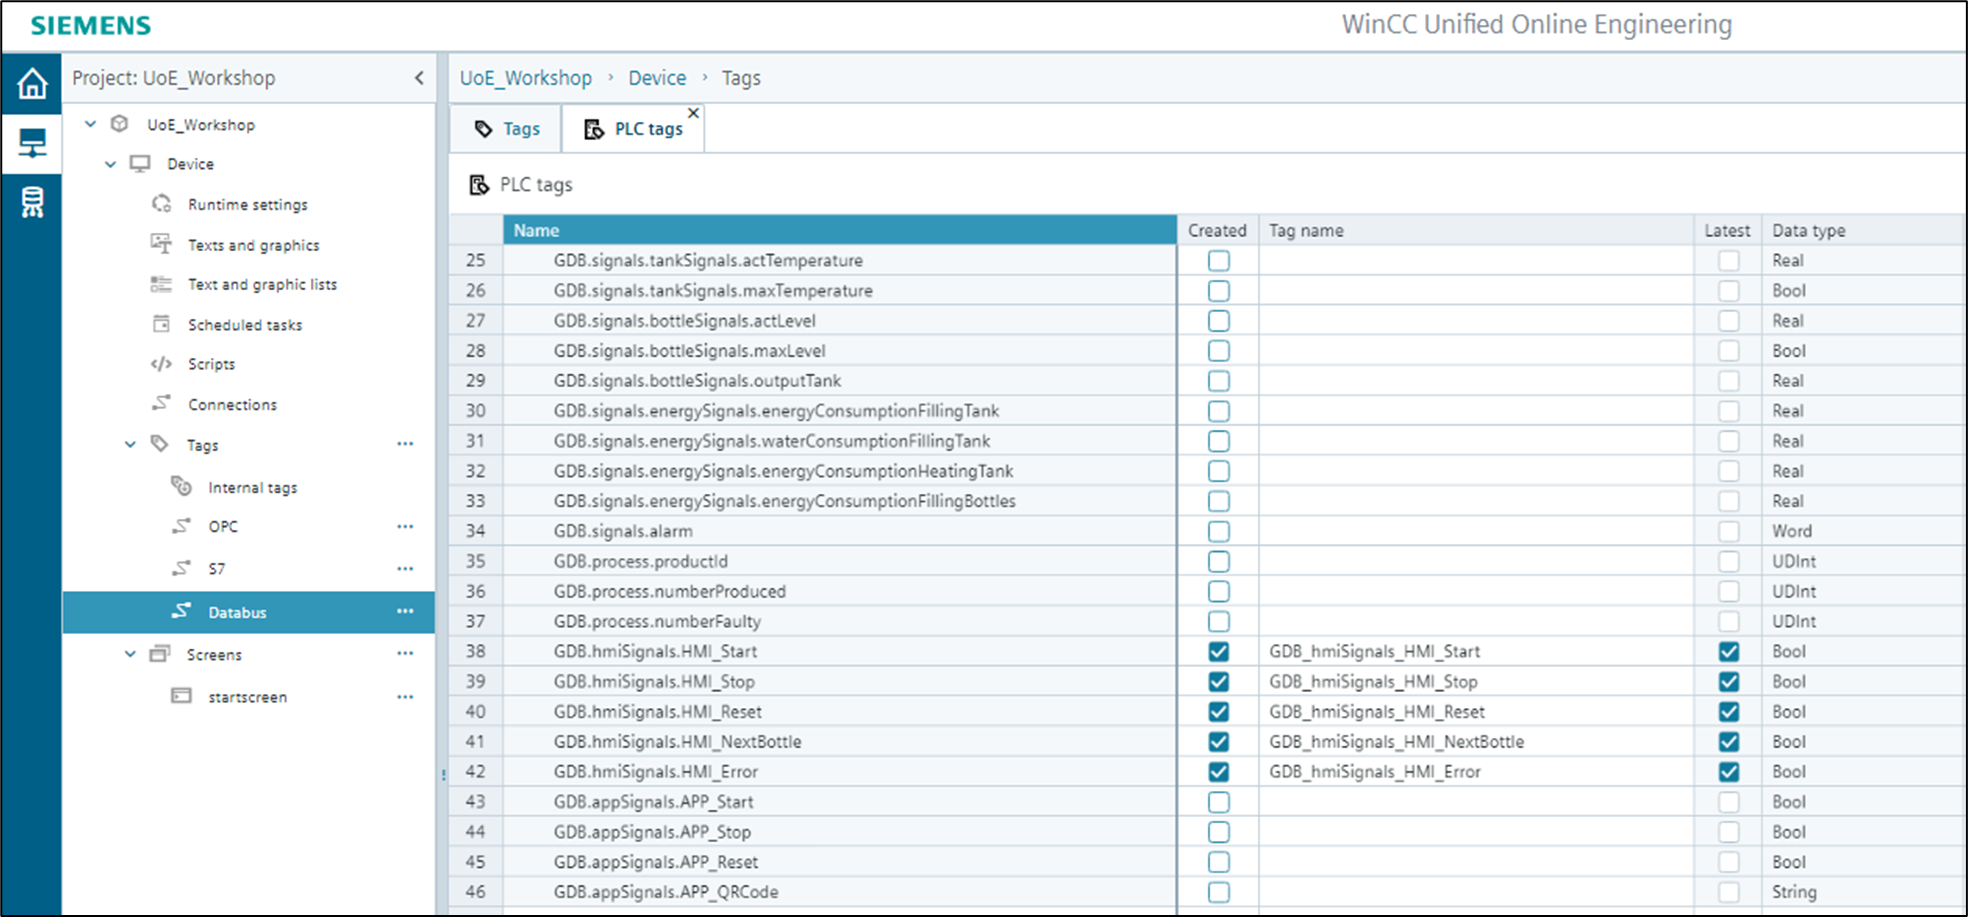 SIEMENS
WinCC Unified Online Engineering
Project: UoE_Workshop
UoE_Workshop
Device
Runtime settings
Texts and graphics
Text and graphic lists
Scheduled tasks
Scripts
Connections
Tags
Internal tags
OPC
S7
Databus
Screens
startscreen
UoE_Workshop > Device > Tags
Tags PLC tags
PLC tags
Name Created Tag name Latest Data type
25 GDB.signals.tankSignals.actTemperature Real
26 GDB.signals.tankSignals.maxTemperature Bool
27 GDB.signals.bottleSignals.actLevel Real
28 GDB.signals.bottleSignals.maxLevel Bool
29 GDB.signals.bottleSignals.outputTank Real
30 GDB.signals.energySignals.energyConsumptionFillingTank Real
31 GDB.signals.energySignals.waterConsumptionFillingTank Real
32 GDB.signals.energySignals.energyConsumptionHeatingTank Real
33 GDB.signals.energySignals.energyConsumptionFillingBottles Real
34 GDB.signals.alarm Word
35 GDB.process.productId UDInt
36 GDB.process.numberProduced UDInt
37 GDB.process.numberFaulty UDInt
38 GDB.hmiSignals.HMI_Start GDB_hmiSignals_HMI_Start Bool
39 GDB.hmiSignals.HMI_Stop GDB_hmiSignals_HMI_Stop Bool
40 GDB.hmiSignals.HMI_Reset GDB_hmiSignals_HMI_Reset Bool
41 GDB.hmiSignals.HMI_NextBottle GDB_hmiSignals_HMI_NextBottle Bool
42 GDB.hmiSignals.HMI_Error GDB_hmiSignals_HMI_Error Bool
43 GDB.appSignals.APP_Start Bool
44 GDB.appSignals.APP_Stop Bool
45 GDB.appSignals.APP_Reset Bool
46 GDB.appSignals.APP_QRCode String